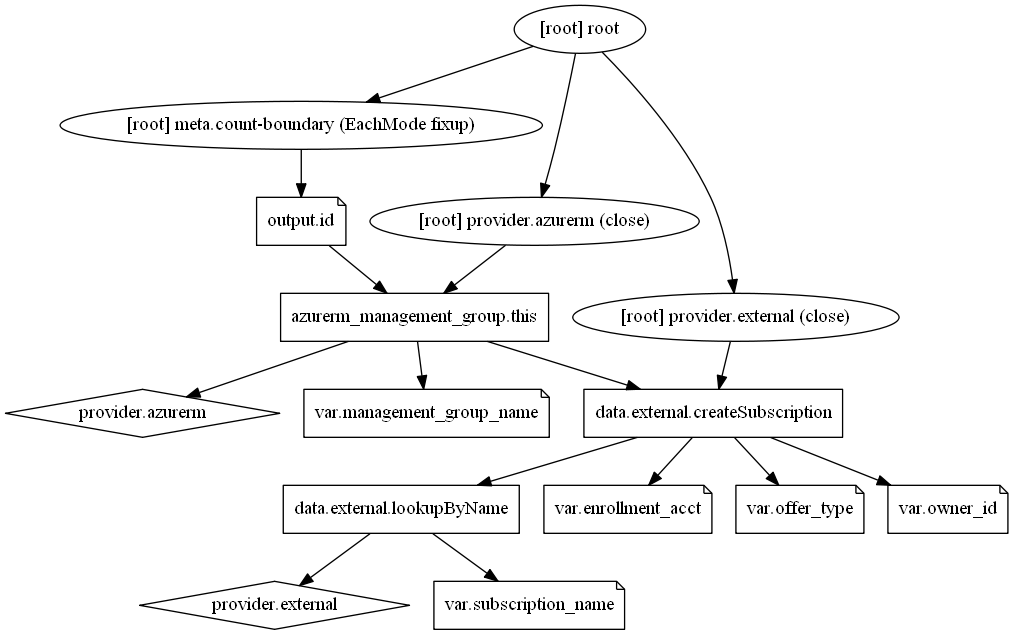 [root] root
[root] meta.count-boundary (EachMode fixup)
output.id
[root] provider.azurerm (close)
azurerm_management_group.this
[root] provider.external (close)
provider.azurerm
var.management_group_name
data.external.createSubscription
data.external.lookupByName
var.enrollment_acct
var.offer_type
var.owner_id
provider.external
var.subscription_name